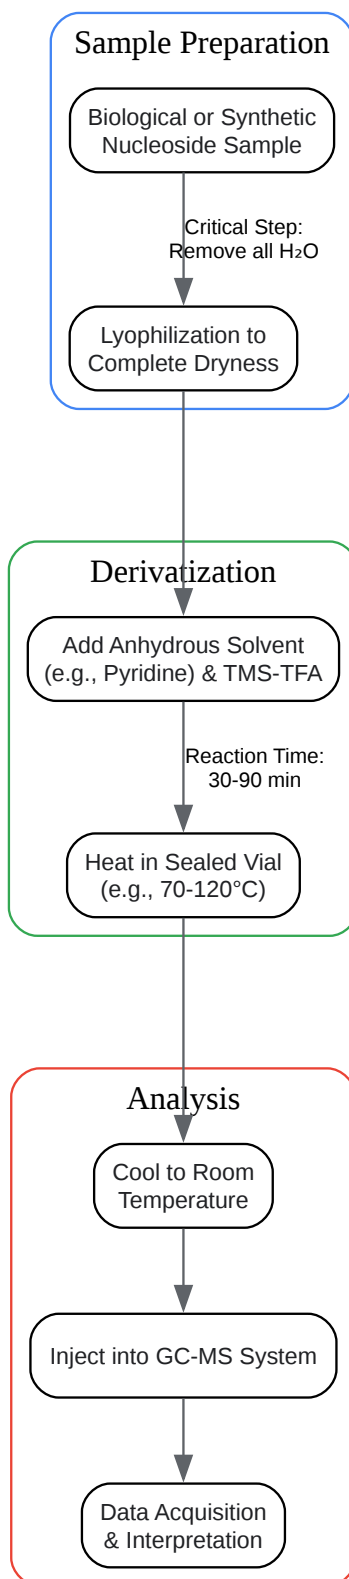 Sample Preparation
Biological or Synthetic
Nucleoside Sample
Critical Step:
Remove all H₂O
Lyophilization to
Complete Dryness
Derivatization
Add Anhydrous Solvent
(e.g., Pyridine) & TMS-TFA
Reaction Time:
30-90 min
Heat in Sealed Vial
(e.g., 70-120°C)
Analysis
Cool to Room
Temperature
Inject into GC-MS System
Data Acquisition
& Interpretation